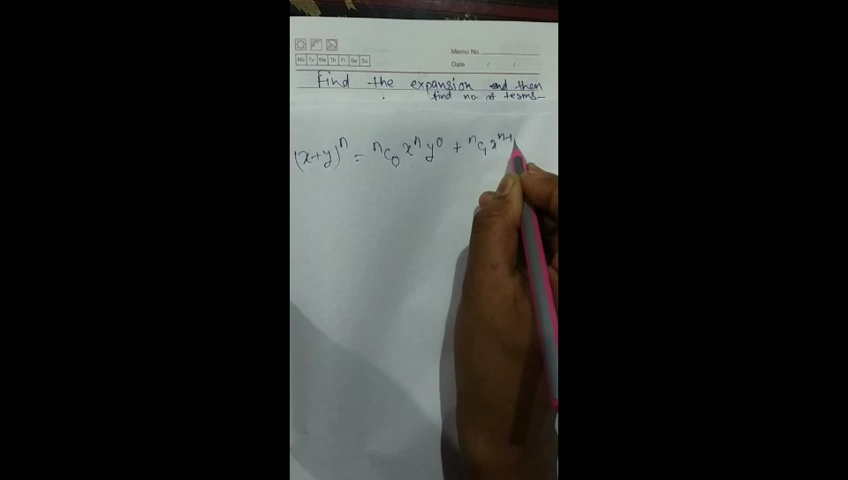 Memo No
Mo Tu We Th Fr Sa Su
Date / /
Find the expansion and then
find no of terms-
(x+y)ⁿ = ⁿC₀ xⁿ y⁰ + ⁿC₁ xⁿ⁻¹